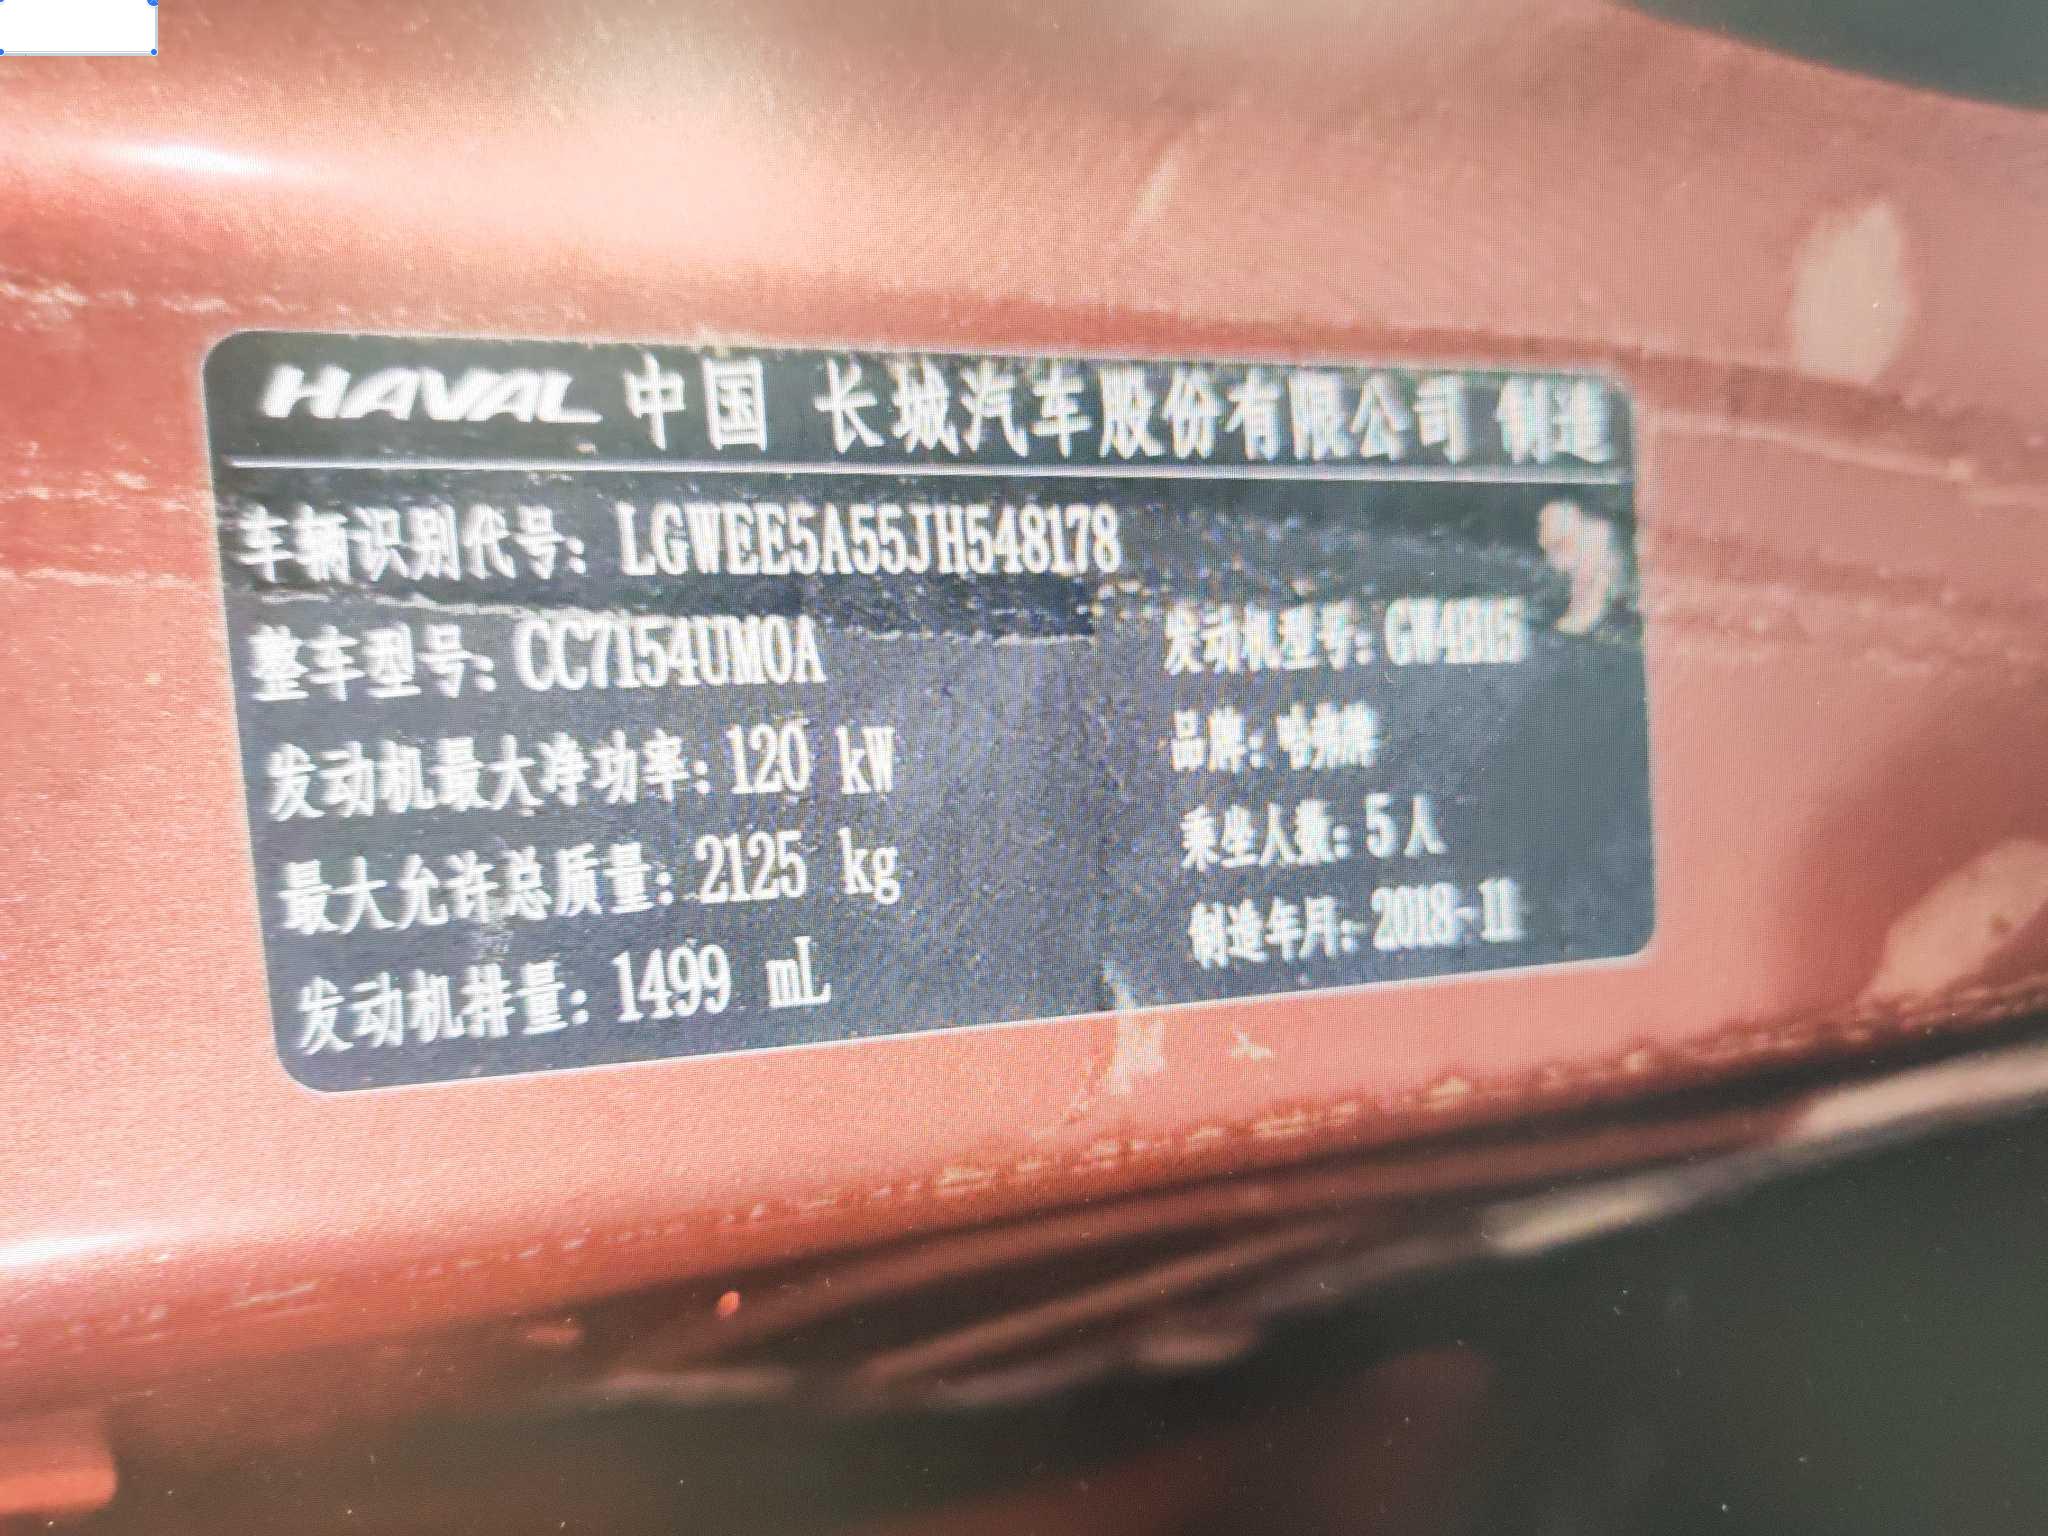 HAVAL 中国 长城汽车股份有限公司 制造
车辆识别代号: LGWEE5A55JH548178
整车型号: CC7154UM0A 发动机型号: GW4B15
发动机最大净功率: 120 kW 品牌: 哈弗牌
最大允许总质量: 2125 kg 乘坐人数: 5人
发动机排量: 1499 mL 制造年月: 2018-11